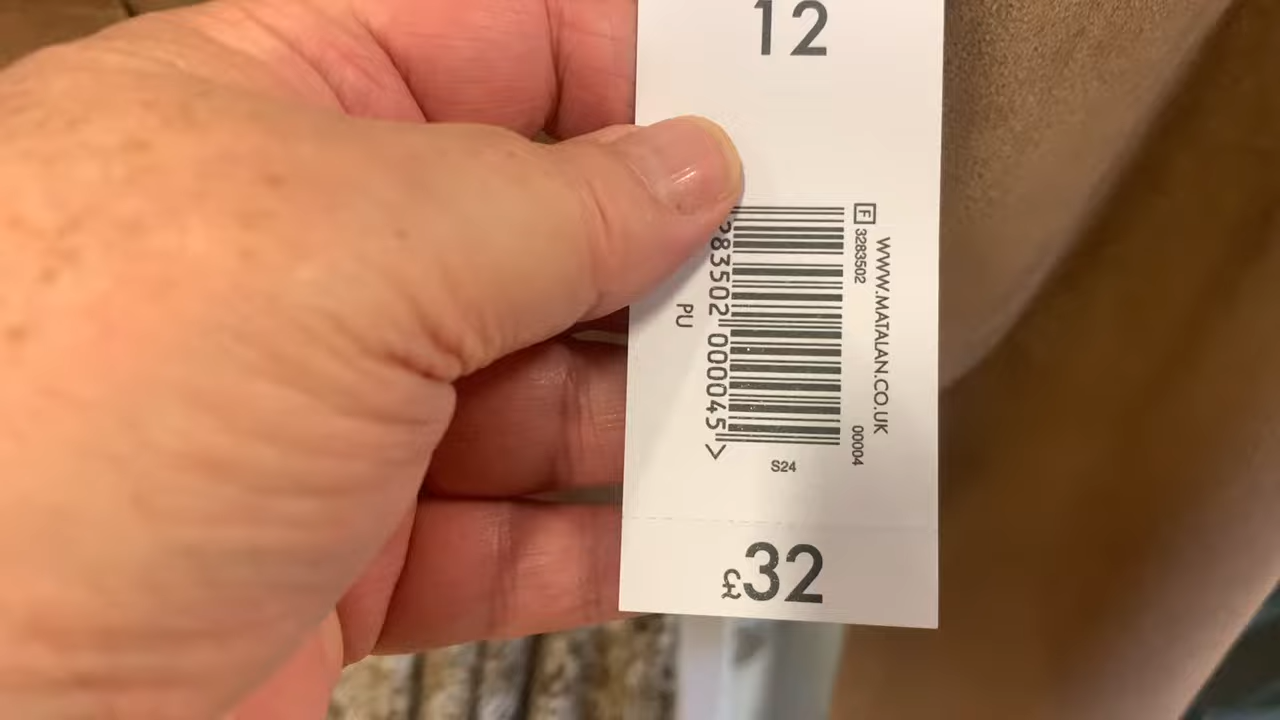 12
F
3283502
WWW.MATALAN.CO.UK
00004
283502 000045 >
PU
S24
£32